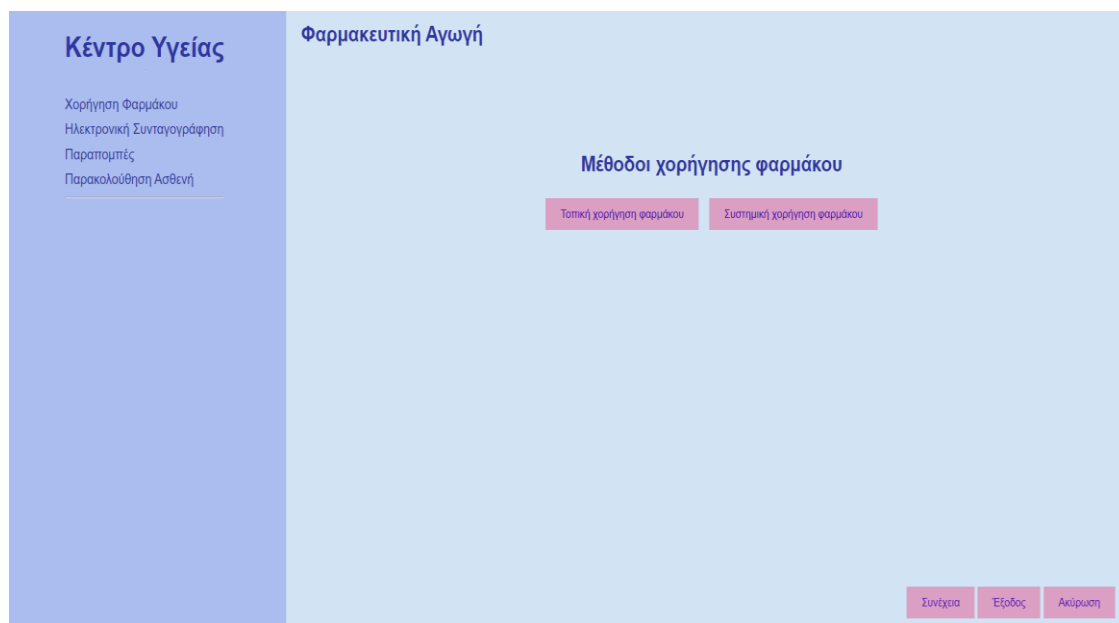 Κέντρο Υγείας
Χορήγηση Φαρμάκου
Ηλεκτρονική Συνταγογράφηση
Παραπομπές
Παρακολούθηση Ασθενή
Φαρμακευτική Αγωγή
Μέθοδοι χορήγησης φαρμάκου
Τοπική χορήγηση φαρμάκου Συστημική χορήγηση φαρμάκου
Συνέχεια Έξοδος Ακύρωση